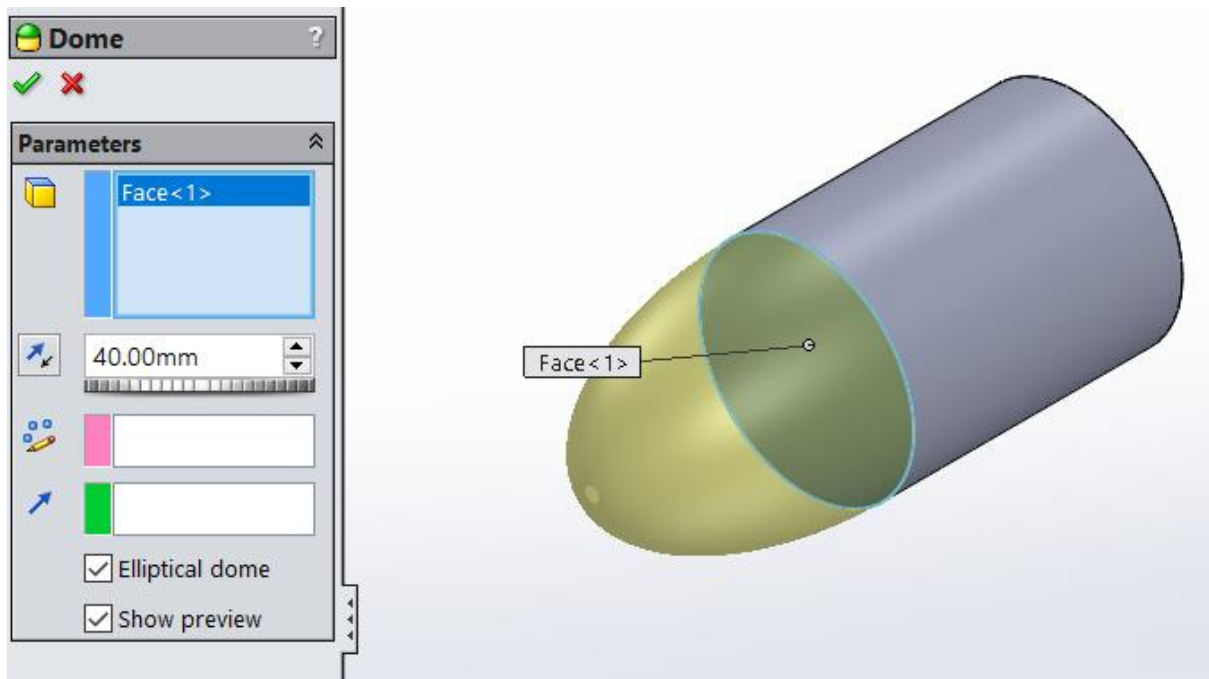 Dome ?
Parameters
Face<1>
40.00mm
Elliptical dome
Show preview
Face<1>